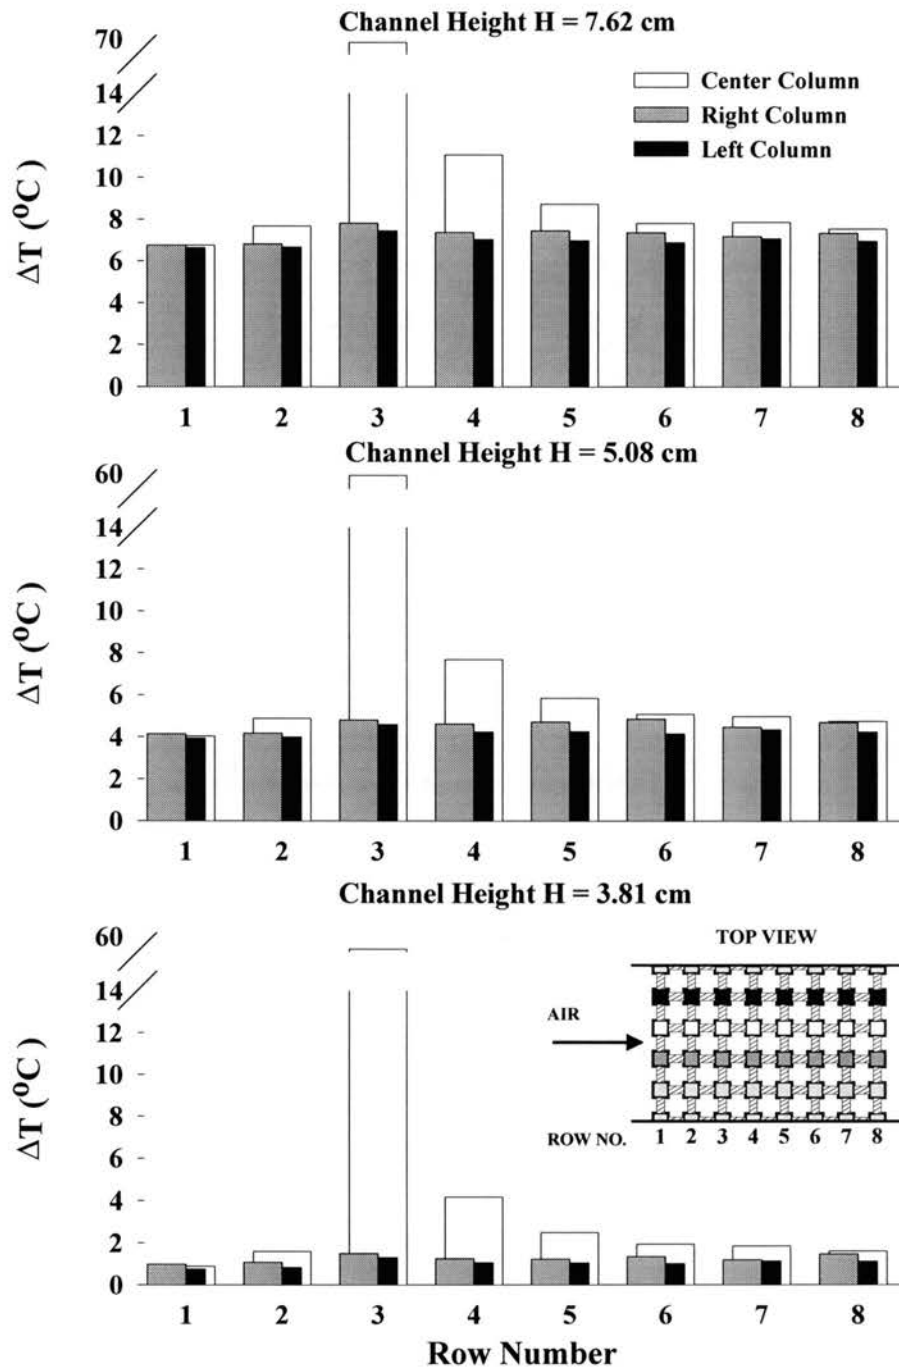 Channel Height H = 7.62 cm
70
14
12
10
8
6
4
2
0
ΔT (⁰C )
Center Column
Right Column
Left Column
1 2 3 4 5 6 7 8
Channel Height H = 5.08 cm
60
14
12
10
8
6
4
2
0
ΔT (⁰C )
1 2 3 4 5 6 7 8
Channel Height H = 3.81 cm
60
14
12
10
8
6
4
2
0
ΔT (⁰C )
TOP VIEW
AIR
ROW NO. 1 2 3 4 5 6 7 8
1 2 3 4 5 6 7 8
Row Number